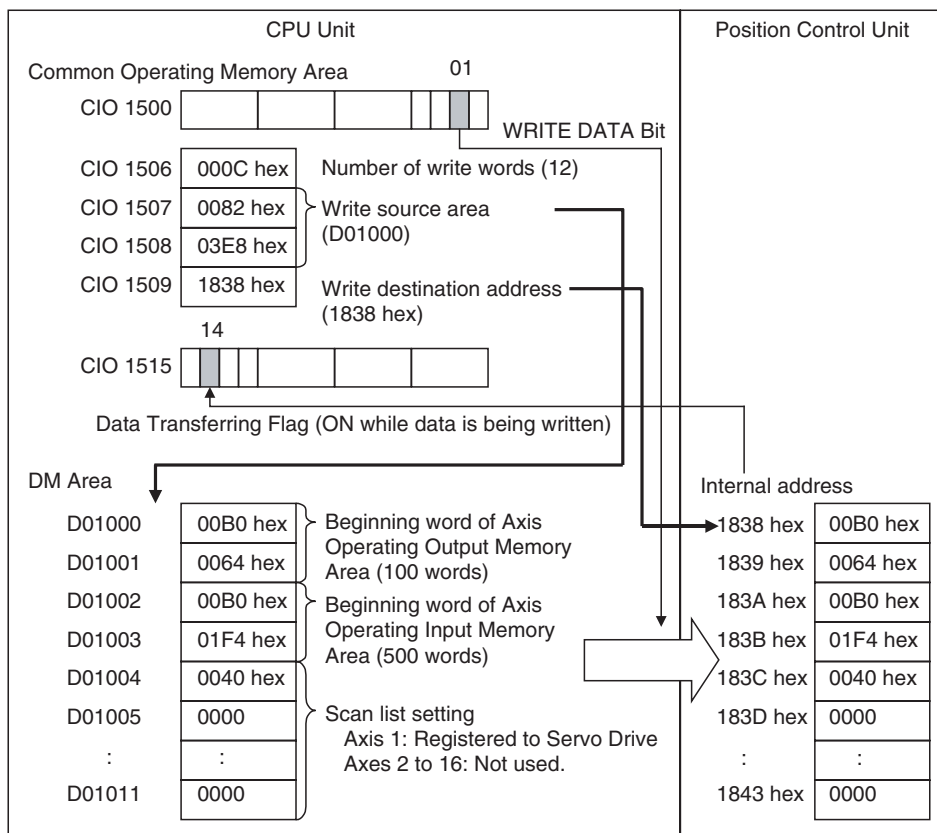 CPU Unit
Position Control Unit
Common Operating Memory Area
01
CIO 1500
WRITE DATA Bit
CIO 1506 000C hex Number of write words (12)
CIO 1507 0082 hex Write source area
(D01000)
CIO 1508 03E8 hex
CIO 1509 1838 hex Write destination address
(1838 hex)
14
CIO 1515
Data Transferring Flag (ON while data is being written)
DM Area
Internal address
D01000 00B0 hex Beginning word of Axis
Operating Output Memory
Area (100 words)
D01001 0064 hex
D01002 00B0 hex Beginning word of Axis
Operating Input Memory
Area (500 words)
D01003 01F4 hex
D01004 0040 hex
D01005 0000 Scan list setting
Axis 1: Registered to Servo Drive
Axes 2 to 16: Not used.
: :
D01011 0000
1838 hex 00B0 hex
1839 hex 0064 hex
183A hex 00B0 hex
183B hex 01F4 hex
183C hex 0040 hex
183D hex 0000
: :
1843 hex 0000